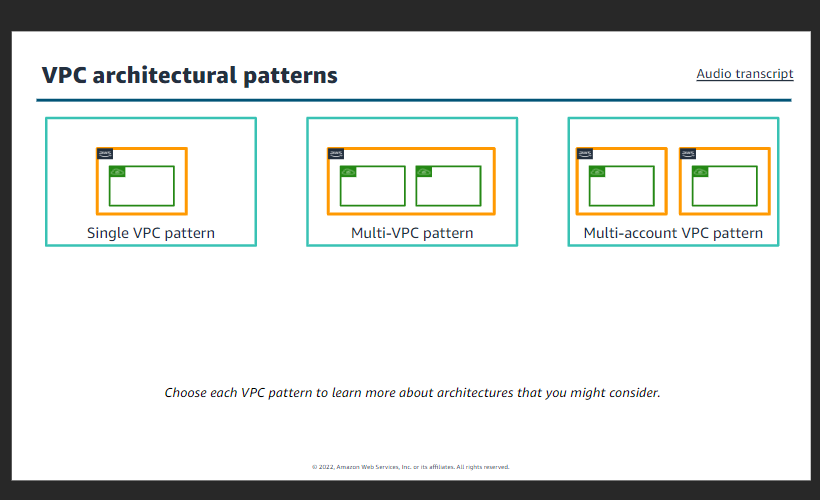 VPC architectural patterns
Audio transcript
aws
aws
aws
aws
Single VPC pattern
Multi-VPC pattern
Multi-account VPC pattern
Choose each VPC pattern to learn more about architectures that you might consider.
© 2022, Amazon Web Services, Inc. or its affiliates. All rights reserved.